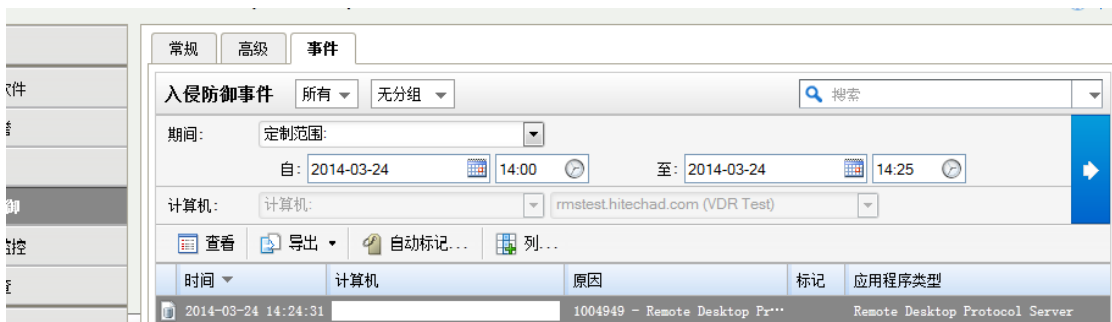 常规 高级 事件
入侵防御事件 所有 无分组 搜索
期间: 定制范围:
自: 2014-03-24 14:00 至: 2014-03-24 14:25
计算机: 计算机: rmstest.hitechad.com (VDR Test)
查看 导出 自动标记... 列...
时间 计算机 原因 标记 应用程序类型
2014-03-24 14:24:31 1004949 - Remote Desktop Pr... Remote Desktop Protocol Server